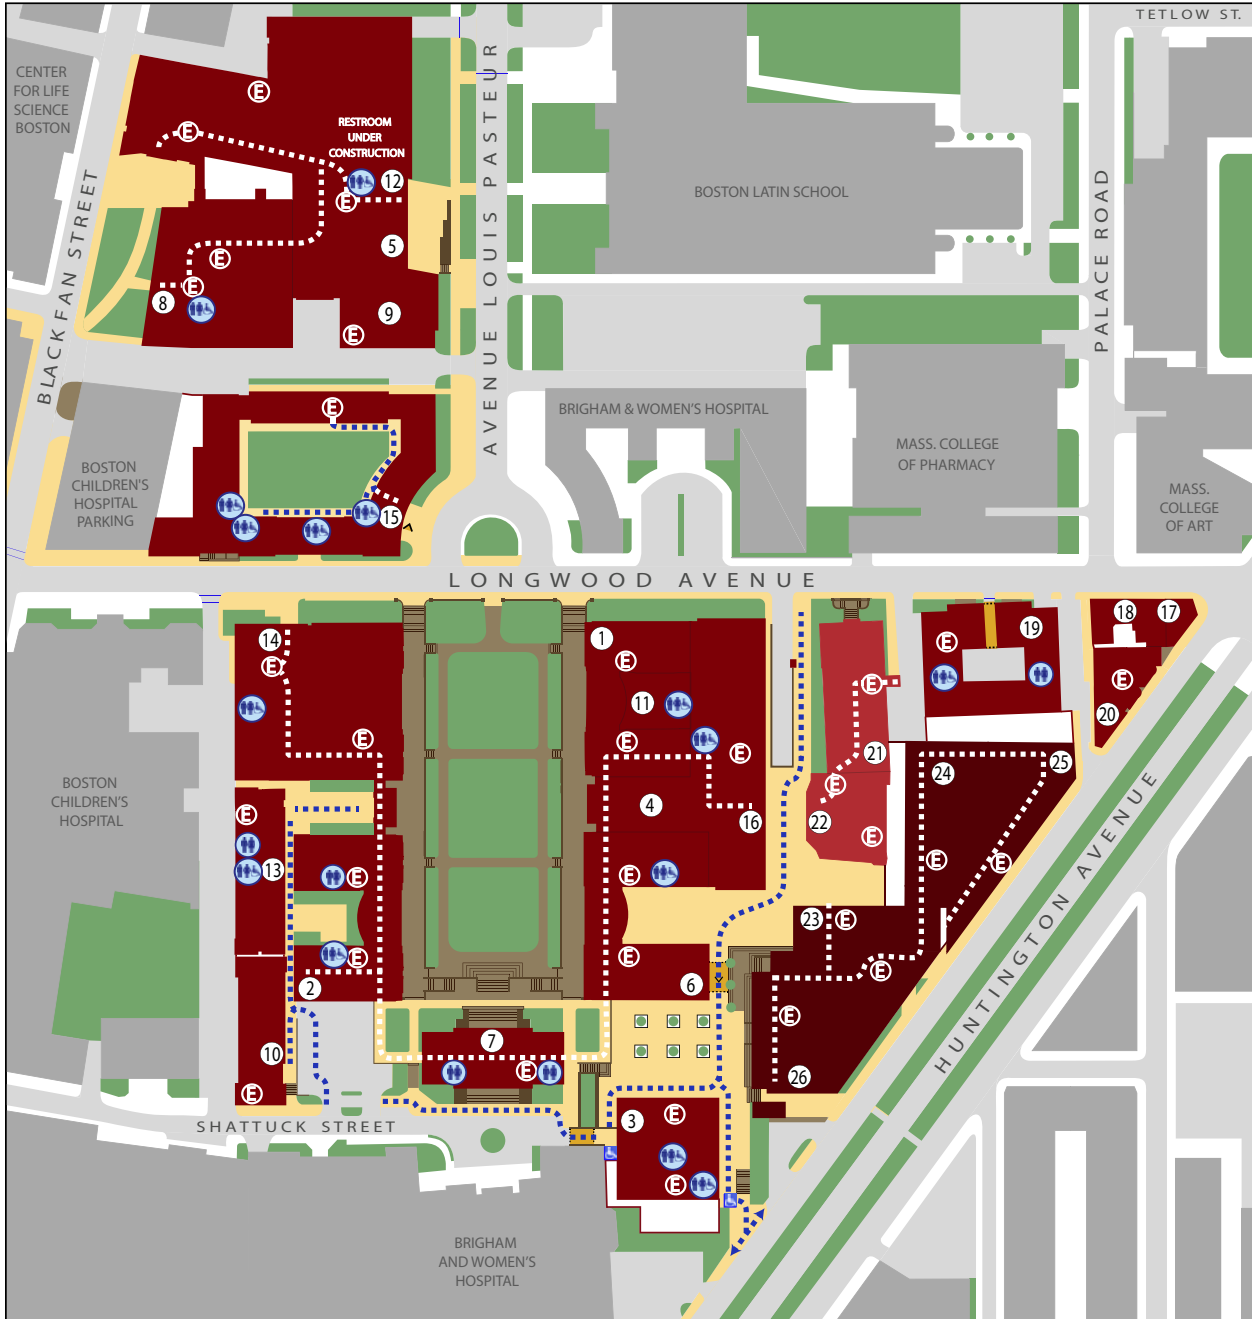 TETLOW ST.
CENTER
FOR LIFE
SCIENCE
BOSTON
E
E
RESTROOM
UNDER
CONSTRUCTION
12
E
BOSTON LATIN SCHOOL
AVENUE LOUIS PASTEUR
PALACE ROAD
BLACKFAN STREET
5
E
E
8
9
E
E
BRIGHAM & WOMEN'S HOSPITAL
MASS. COLLEGE
OF PHARMACY
BOSTON
CHILDREN'S
HOSPITAL
PARKING
15
MASS.
COLLEGE
OF ART
LONGWOOD AVENUE
14
E
1
E
18
17
19
E
E
E
11
20
E
E
E
21
24
25
BOSTON
CHILDREN'S
HOSPITAL
E
4
16
E
22
E
HUNTINGTON AVENUE
13
E
E
E
E
23
E
E
E
E
2
6
E
7
10
E
26
E
SHATTUCK STREET
3
E
E
BRIGHAM
AND WOMEN'S
HOSPITAL